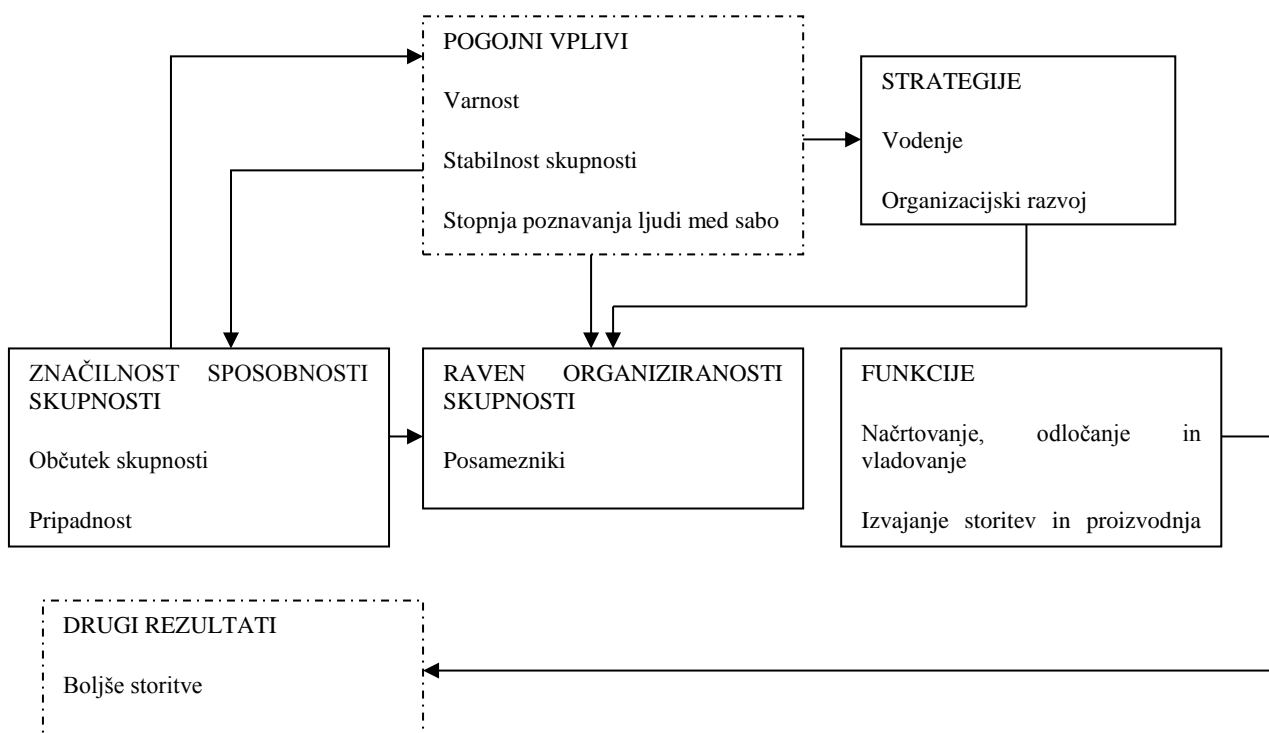 POGOJNI VPLIVI
Varnost
Stabilnost skupnosti
Stopnja poznavanja ljudi med sabo
STRATEGIJE
Vodenje
Organizacijski razvoj
ZNAČILNOST SPOSOBNOSTI
SKUPNOSTI
Občutek skupnosti
Pripadnost
RAVEN ORGANIZIRANOSTI
SKUPNOSTI
Posamezniki
FUNKCIJE
Načrtovanje, odločanje in
vladovanje
Izvajanje storitev in proizvodnja
DRUGI REZULTATI
Boljše storitve